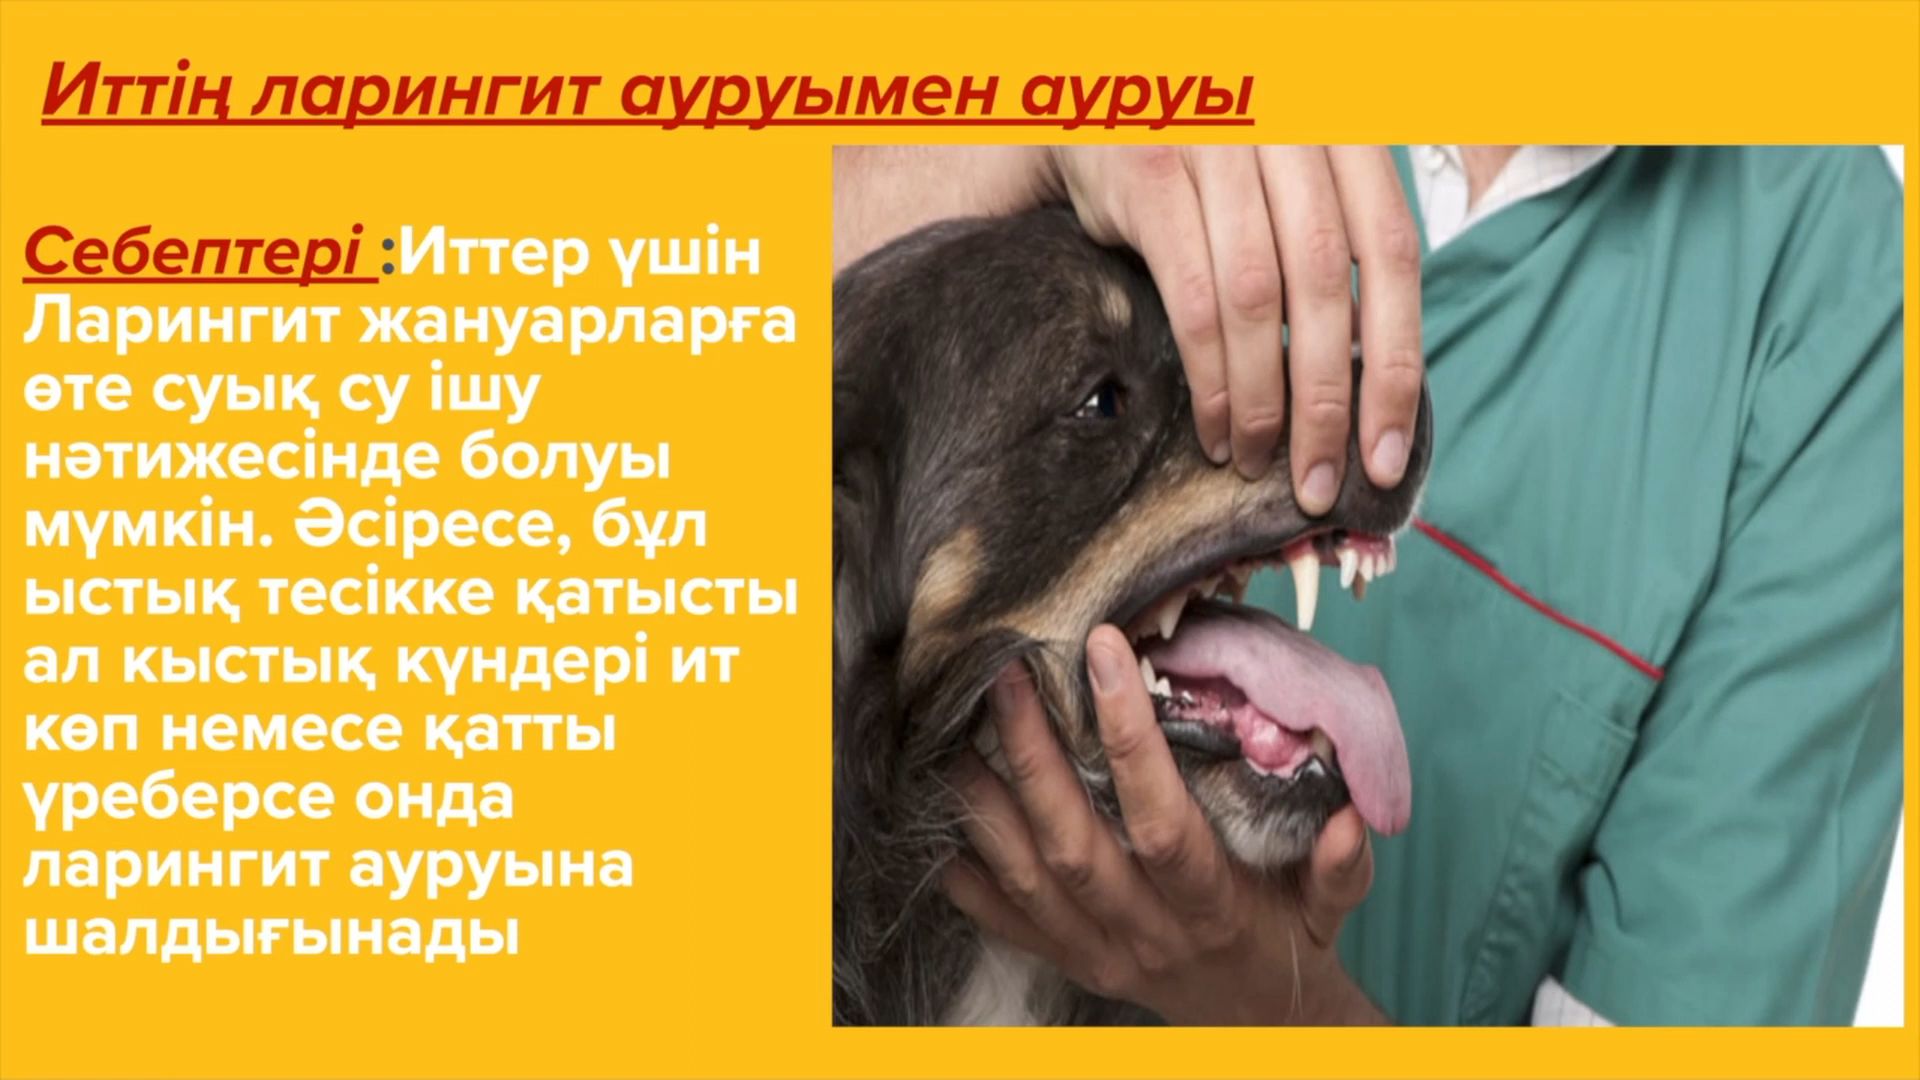 Иттің ларингит ауруымен ауруы
Себептері :Иттер үшін
Ларингит жануарларға
өте суық су ішу
нәтижесінде болуы
мүмкін. Әсіресе, бұл
ыстық тесікке қатысты
ал кыстық күндері ит
көп немесе қатты
үреберсе онда
ларингит ауруына
шалдығынады